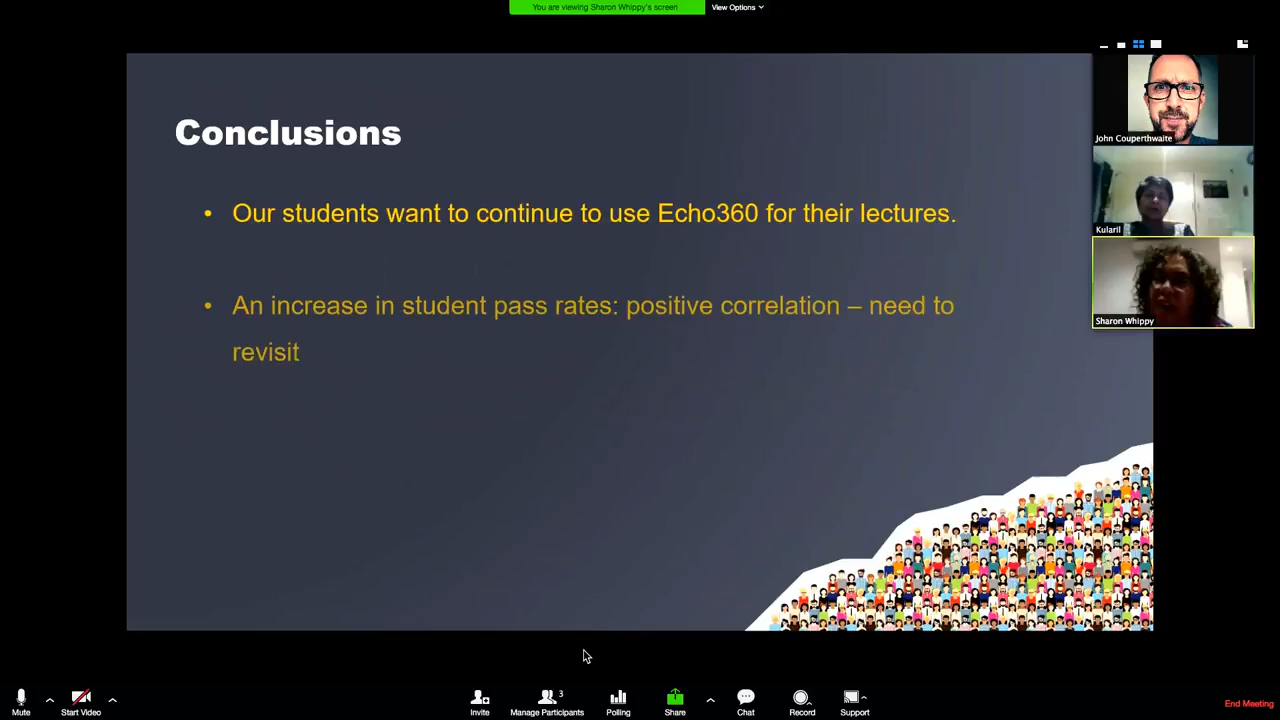 You are viewing Sharon Whippy's screen
View Options
Conclusions
• Our students want to continue to use Echo360 for their lectures.
• An increase in student pass rates: positive correlation – need to
revisit
John Couperthwaite
Kularil
Sharon Whippy
Mute
Start Video
Invite
3
Manage Participants
Polling
Share
Chat
Record
Support
End Meeting